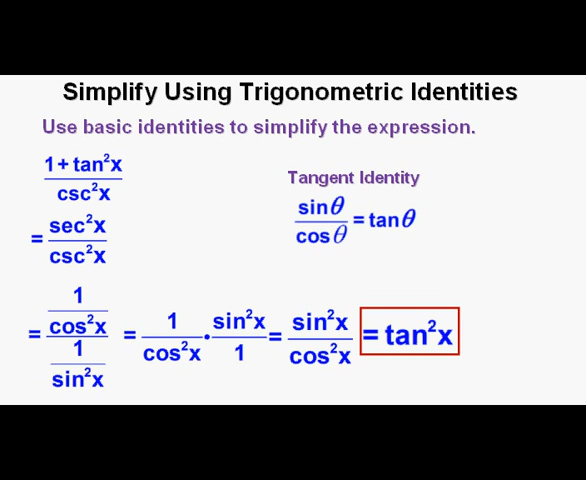 Simplify Using Trigonometric Identities
Use basic identities to simplify the expression.
(1 + tan²x)/(csc²x)
= (sec²x)/(csc²x)
Tangent Identity
sinθ/cosθ = tanθ
= (1/cos²x)/(1/sin²x) = 1/cos²x · sin²x/1 = sin²x/cos²x = tan²x